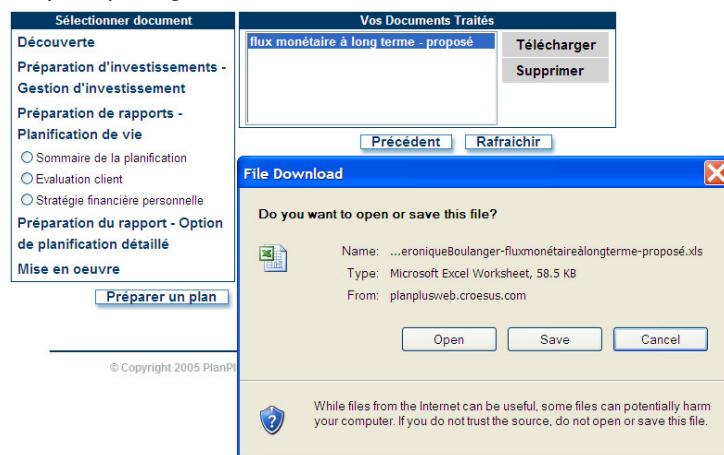 Sélectionner document
Découverte
Préparation d'investissements -
Gestion d'investissement
Préparation de rapports -
Planification de vie
Sommaire de la planification
Evaluation client
Stratégie financière personnelle
Préparation du rapport - Option
de planification détaillé
Mise en oeuvre
Préparer un plan
© Copyright 2005 PlanPl
Vos Documents Traités
flux monétaire à long terme - proposé
Télécharger
Supprimer
Précédent
Rafraichir
File Download
Do you want to open or save this file?
Name: ...eroniqueBoulanger-fluxmonétaireàlongterme-proposé.xls
Type: Microsoft Excel Worksheet, 58.5 KB
From: planplusweb.croesus.com
Open
Save
Cancel
While files from the Internet can be useful, some files can potentially harm
your computer. If you do not trust the source, do not open or save this file.